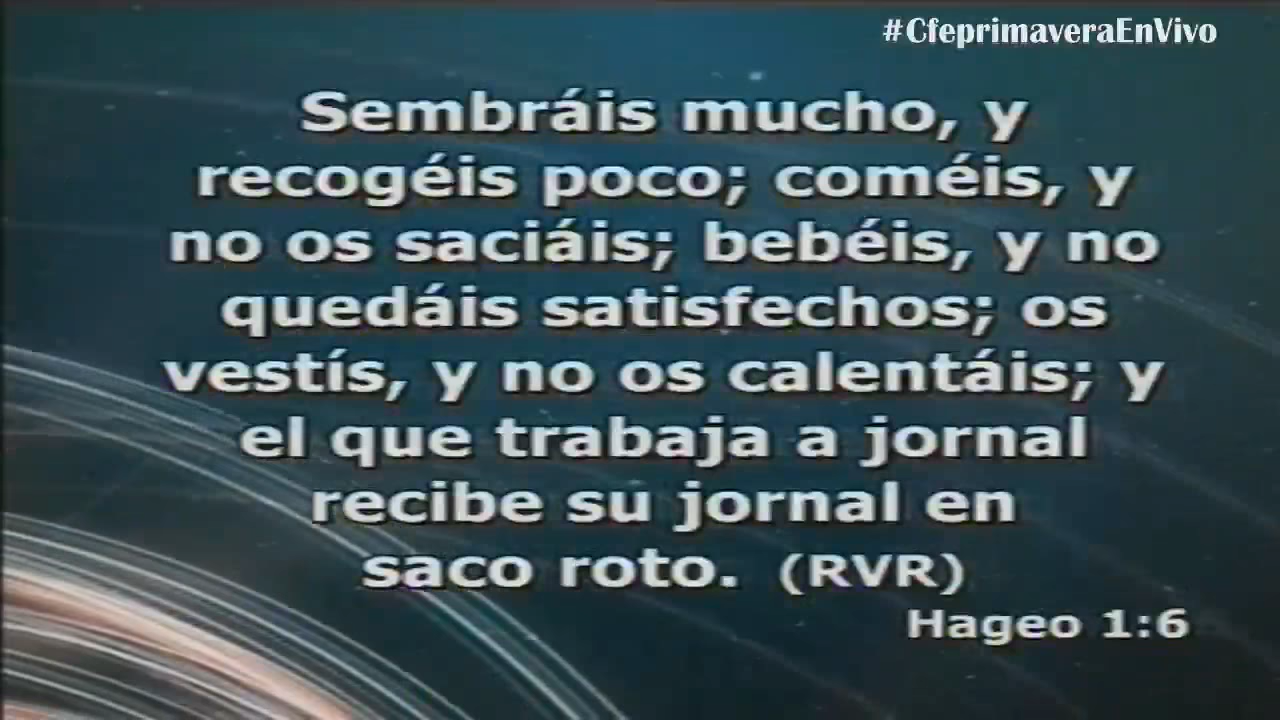 #CfeprimaveraEnVivo
Sembráis mucho, y
recogéis poco; coméis, y
no os saciáis; bebéis, y no
quedáis satisfechos; os
vestís, y no os calentáis; y
el que trabaja a jornal
recibe su jornal en
saco roto. (RVR)
Hageo 1:6